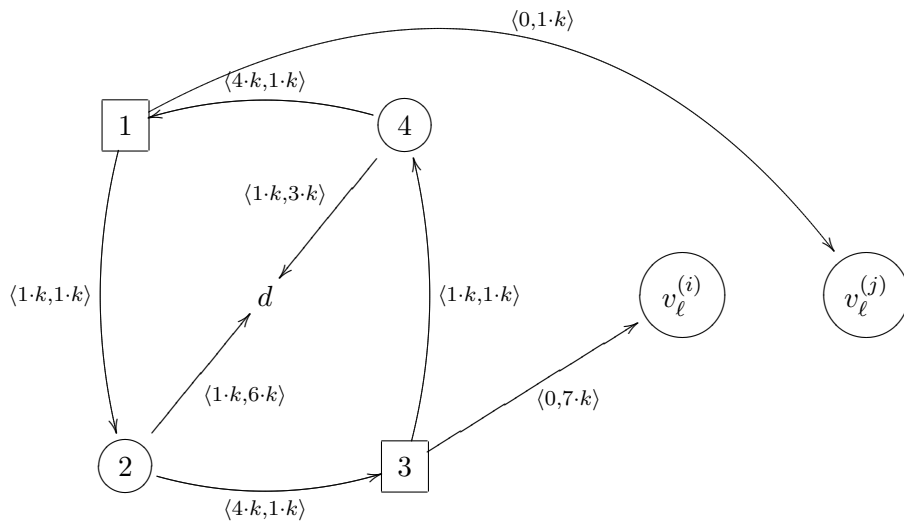 ⟨0,1·k⟩
⟨4·k,1·k⟩
1
4
⟨1·k,3·k⟩
⟨1·k,1·k⟩
d
⟨1·k,1·k⟩
v_ℓ^{(i)}
v_ℓ^{(j)}
⟨1·k,6·k⟩
⟨0,7·k⟩
2
3
⟨4·k,1·k⟩